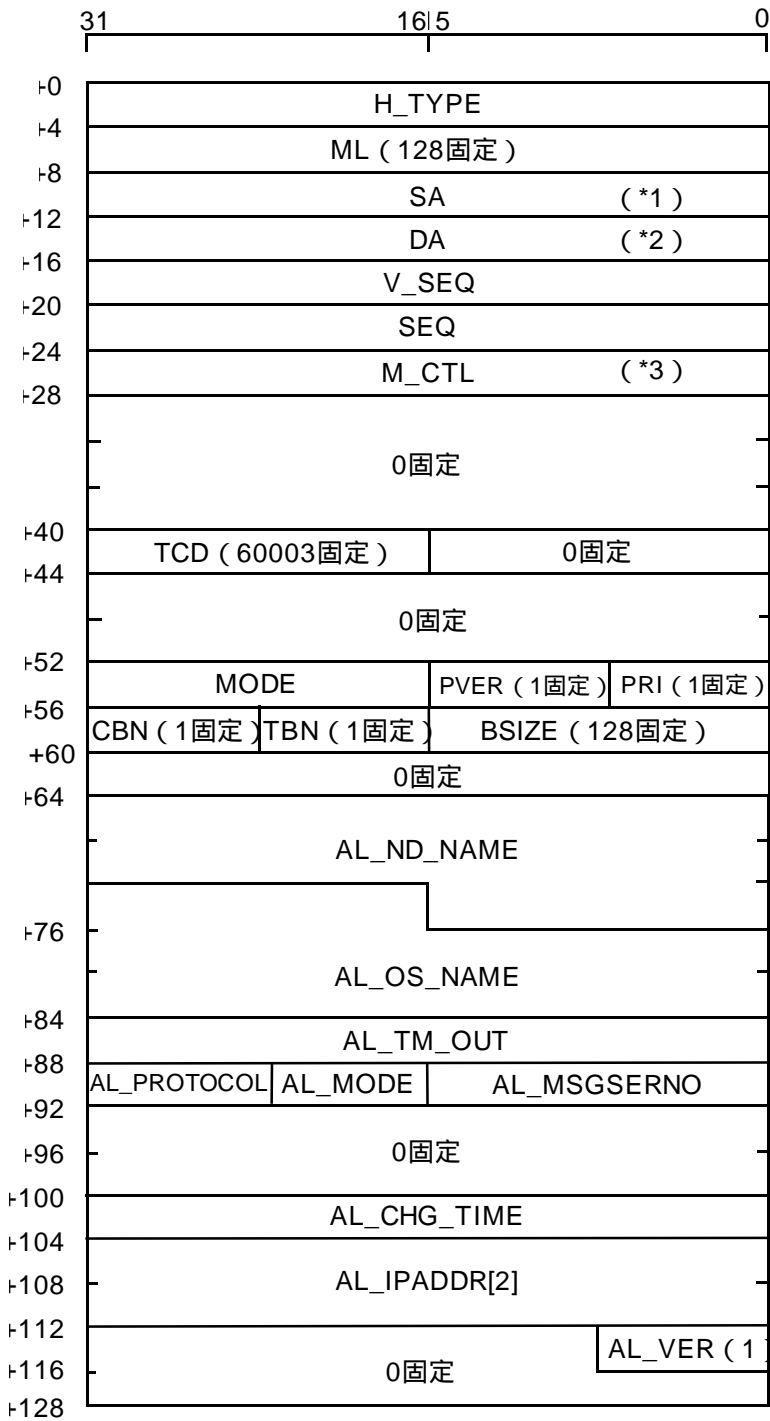 31 16 15 0
+0
H_TYPE
+4
ML（128固定）
+8
SA （*1）
+12
DA （*2）
+16
V_SEQ
+20
SEQ
+24
M_CTL （*3）
+28
0固定
+40
TCD（60003固定） 0固定
+44
0固定
+52
MODE PVER（1固定） PRI（1固定）
+56
CBN（1固定） TBN（1固定） BSIZE（128固定）
+60
0固定
+64
AL_ND_NAME
+76
AL_OS_NAME
+84
AL_TM_OUT
+88
AL_PROTOCOL AL_MODE AL_MSGSERNO
+92
+96 0固定
+100
AL_CHG_TIME
+104
+108 AL_IPADDR[2]
+112
AL_VER（1）
+116 0固定
+128